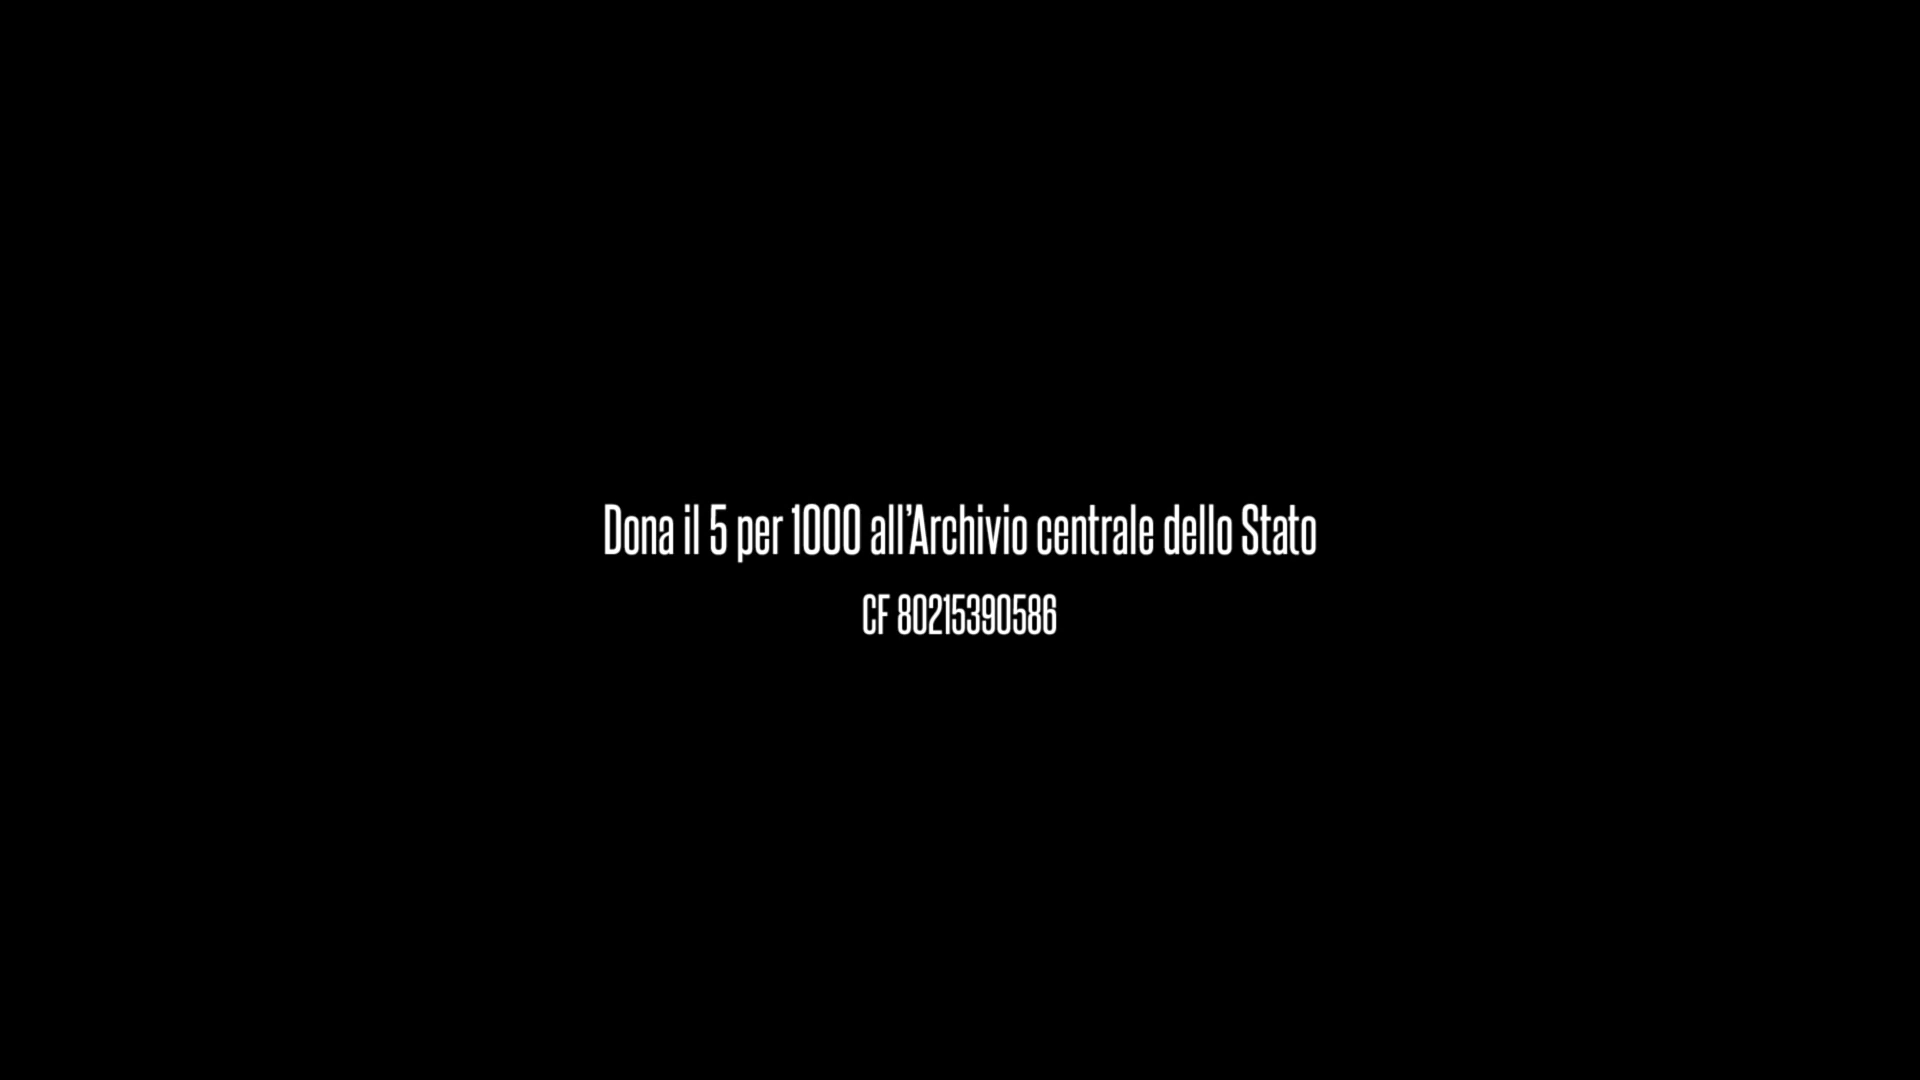 Dona il 5 per 1000 all’Archivio centrale dello Stato
CF 80215390586